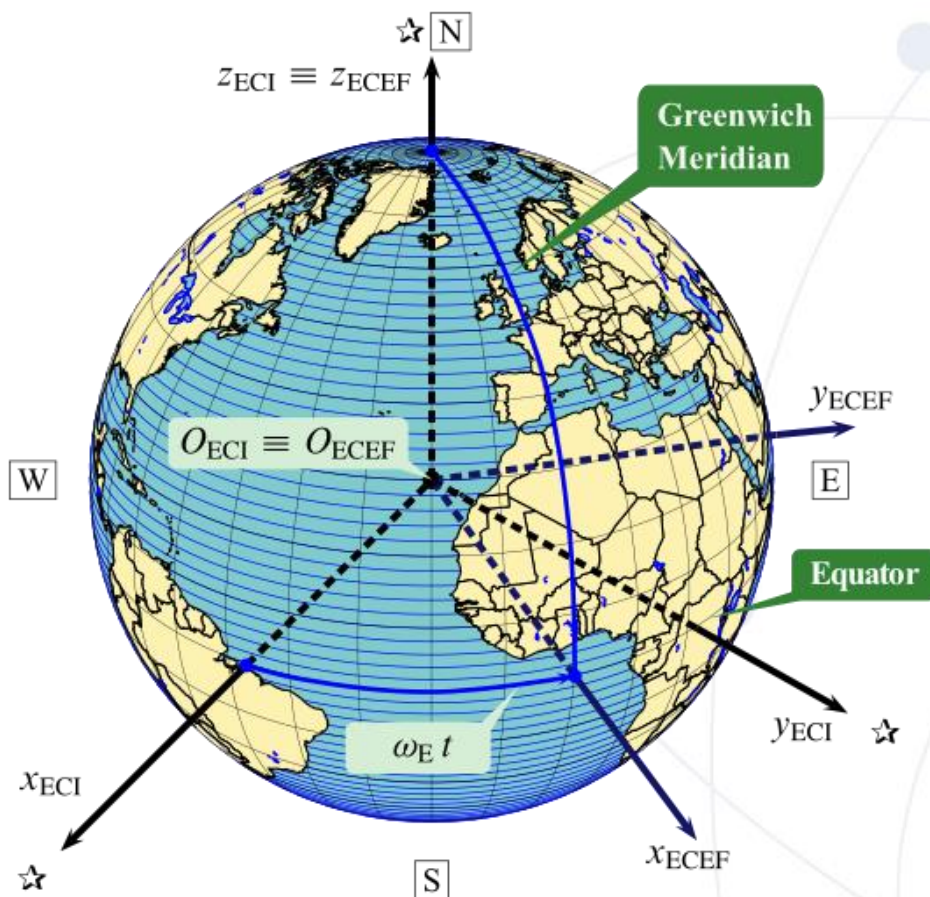 ☆ N
z_ECI ≡ z_ECEF
Greenwich
Meridian
y_ECEF
O_ECI ≡ O_ECEF
W
E
Equator
y_ECI ☆
ω_E t
x_ECI
x_ECEF
☆
S